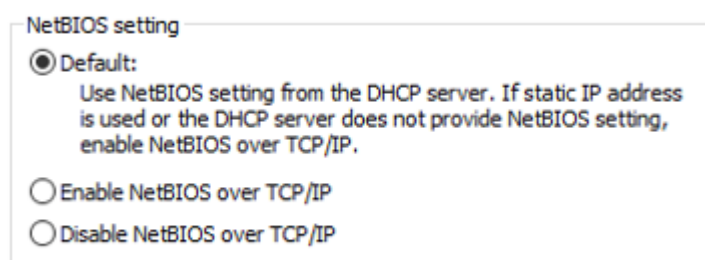 NetBIOS setting
Default:
Use NetBIOS setting from the DHCP server. If static IP address
is used or the DHCP server does not provide NetBIOS setting,
enable NetBIOS over TCP/IP.
Enable NetBIOS over TCP/IP
Disable NetBIOS over TCP/IP